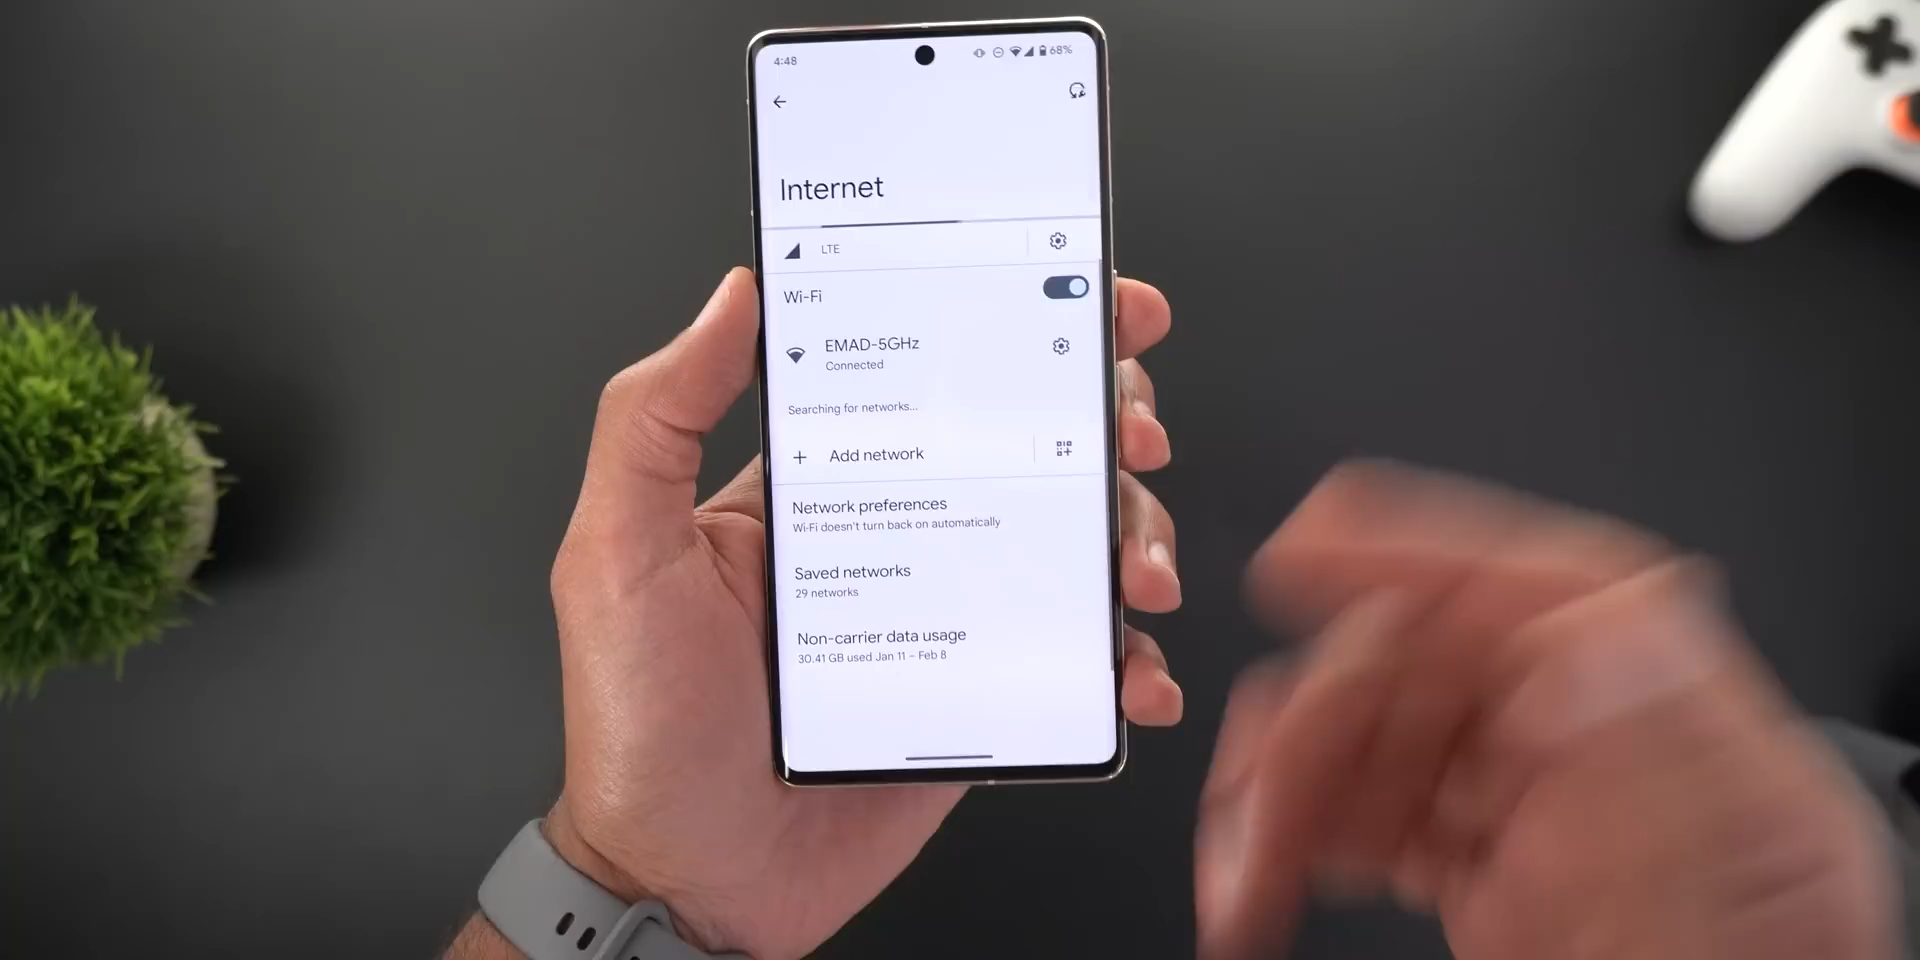 4:48
68%
Internet
LTE
Wi-Fi
EMAD-5GHz
Connected
Searching for networks...
Add network
Network preferences
Wi-Fi doesn't turn back on automatically
Saved networks
29 networks
Non-carrier data usage
30.41 GB used Jan 11 – Feb 8